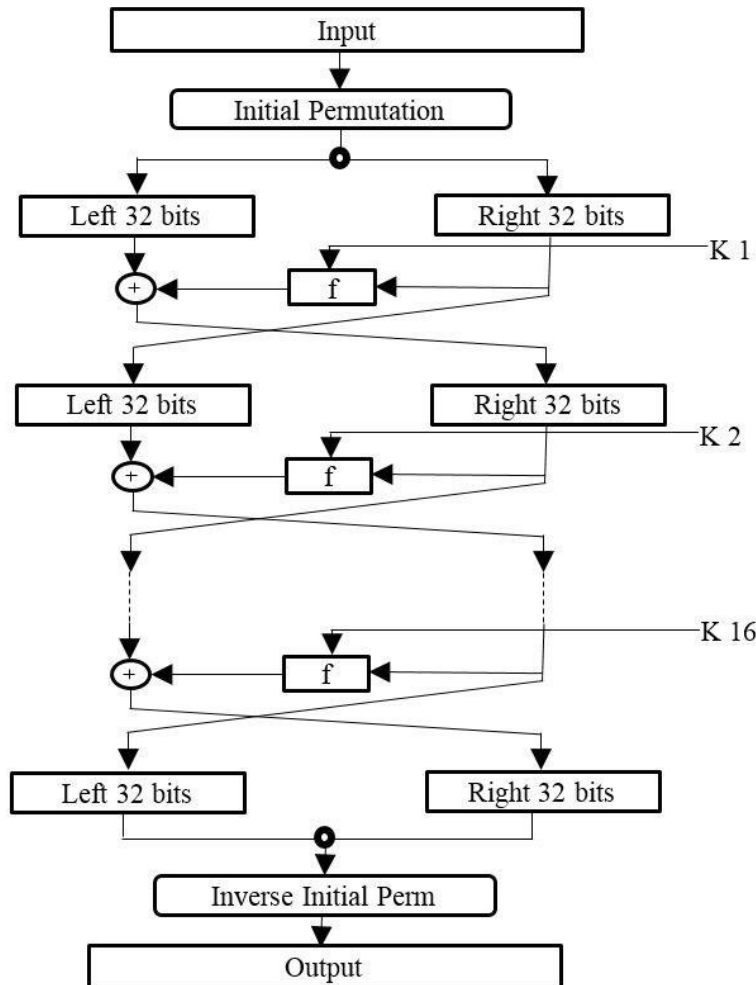 Input
Initial Permutation
Left 32 bits
Right 32 bits
K 1
+
f
Left 32 bits
Right 32 bits
K 2
+
f
K 16
+
f
Left 32 bits
Right 32 bits
Inverse Initial Perm
Output